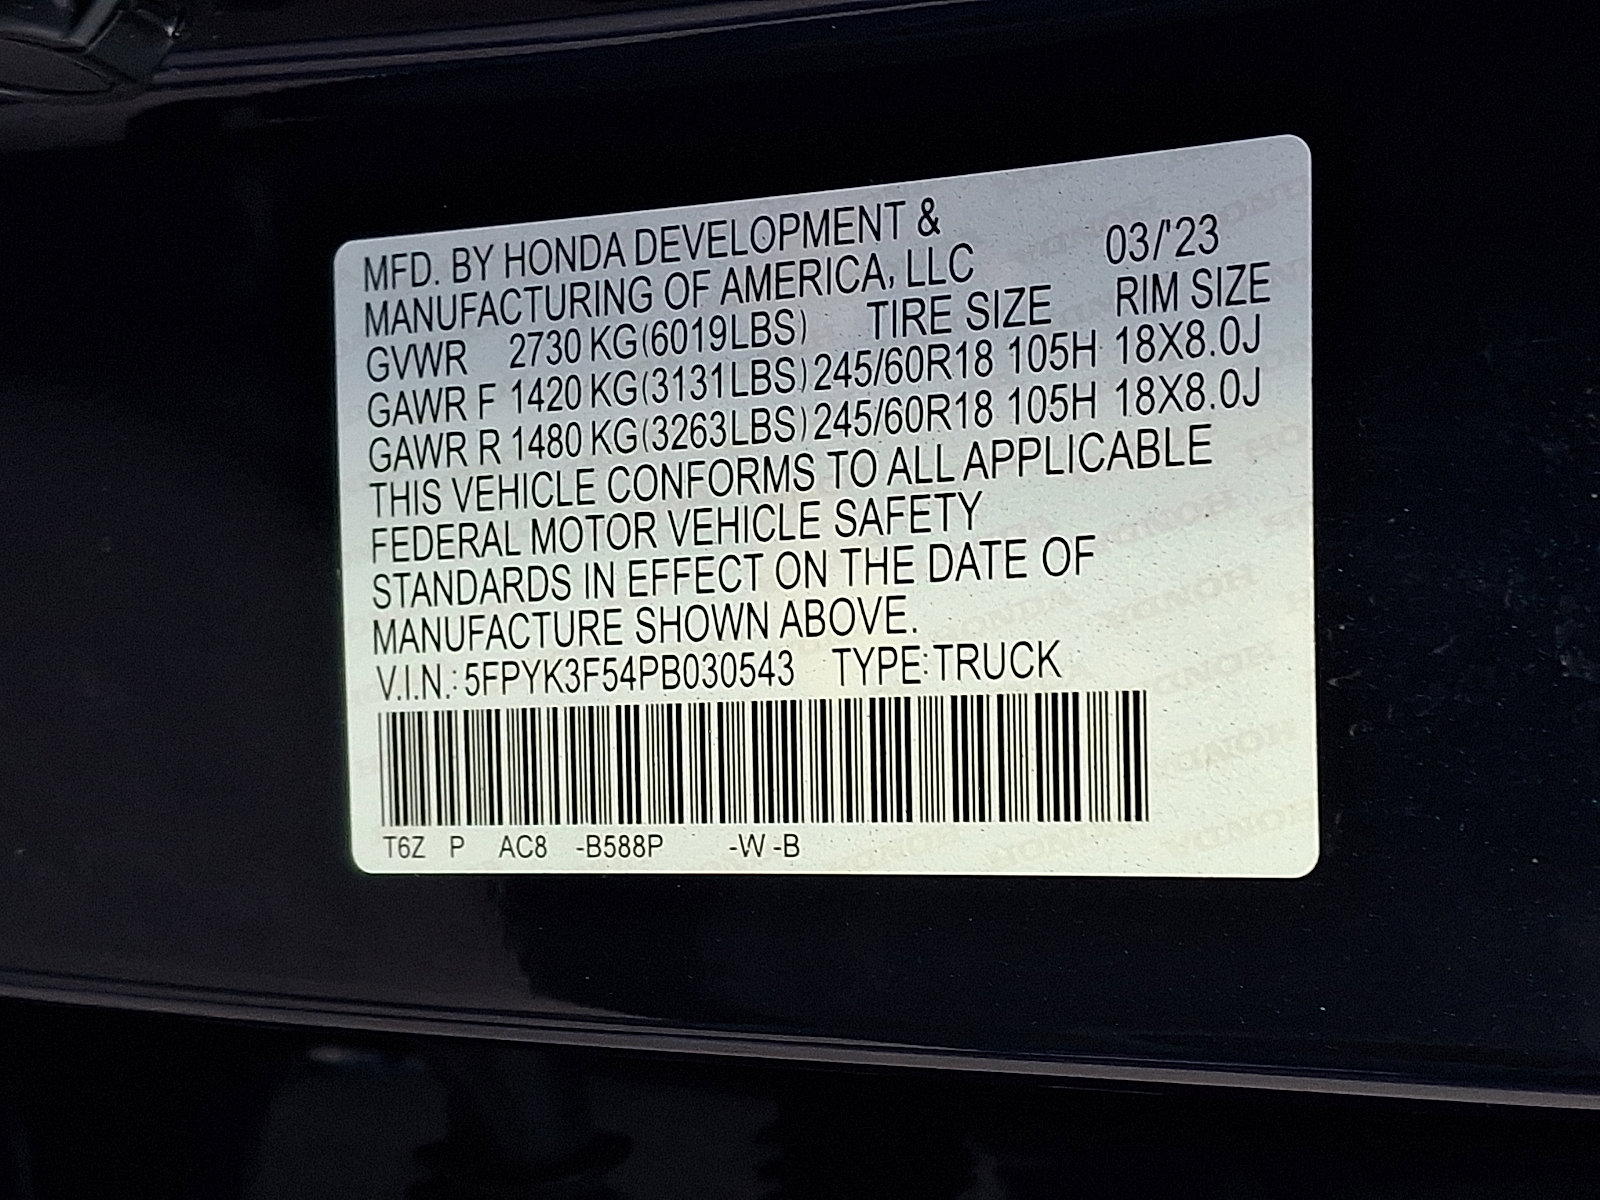 MFD. BY HONDA DEVELOPMENT &
MANUFACTURING OF AMERICA, LLC 03/'23
GVWR 2730 KG(6019LBS) TIRE SIZE RIM SIZE
GAWR F 1420 KG(3131LBS) 245/60R18 105H 18X8.0J
GAWR R 1480 KG(3263LBS) 245/60R18 105H 18X8.0J
THIS VEHICLE CONFORMS TO ALL APPLICABLE
FEDERAL MOTOR VEHICLE SAFETY
STANDARDS IN EFFECT ON THE DATE OF
MANUFACTURE SHOWN ABOVE.
V.I.N.: 5FPYK3F54PB030543 TYPE:TRUCK
T6Z P AC8 -B588P -W -B